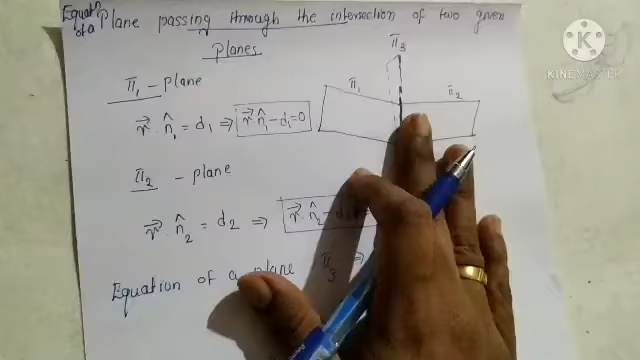 Equatn of a Plane passing through the intersection of two given
planes
π₃
π₁ - plane
π₁
π₂
r⃗. n̂₁ = d₁ ⇒ r⃗. n̂₁ - d₁ = 0
π₂ - plane
r⃗. n̂₂ = d₂ ⇒ r⃗. n̂₂ -
Equation of a plane π₃ ⇒
KINEMASTER